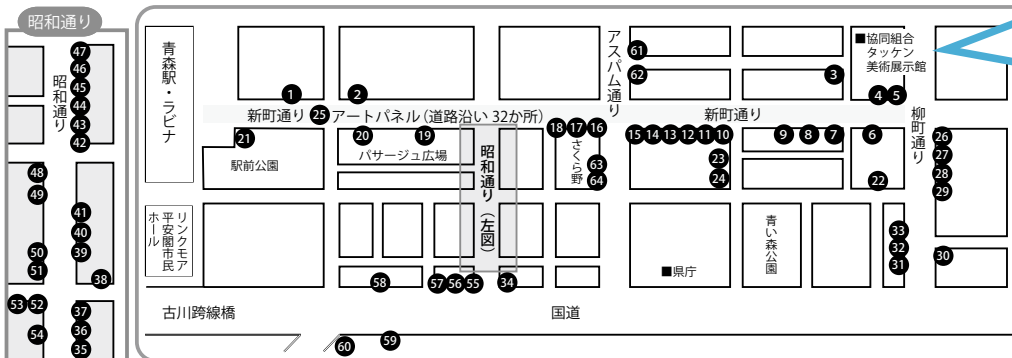 昭和通り
昭和通り
47
46
45
44
43
42
48
49
41
40
39
50
51
38
53
52
54
37
36
35
青森駅・ラビナ
リンクモア
平安閣市民
ホール
1
2
アスパム通り
61
62
3
■協同組合
タッケン
美術展示館
4
5
新町通り
25
アートパネル（道路沿い 32か所）
新町通り
柳町通り
21
駅前公園
20
19
パサージュ広場
昭和通り（左図）
18
17
16
さくら野
63
64
15
14
13
12
11
10
23
24
9
8
7
6
22
26
27
28
29
33
32
31
30
青い森公園
■県庁
58
57
56
55
34
古川跨線橋
国道
60
59